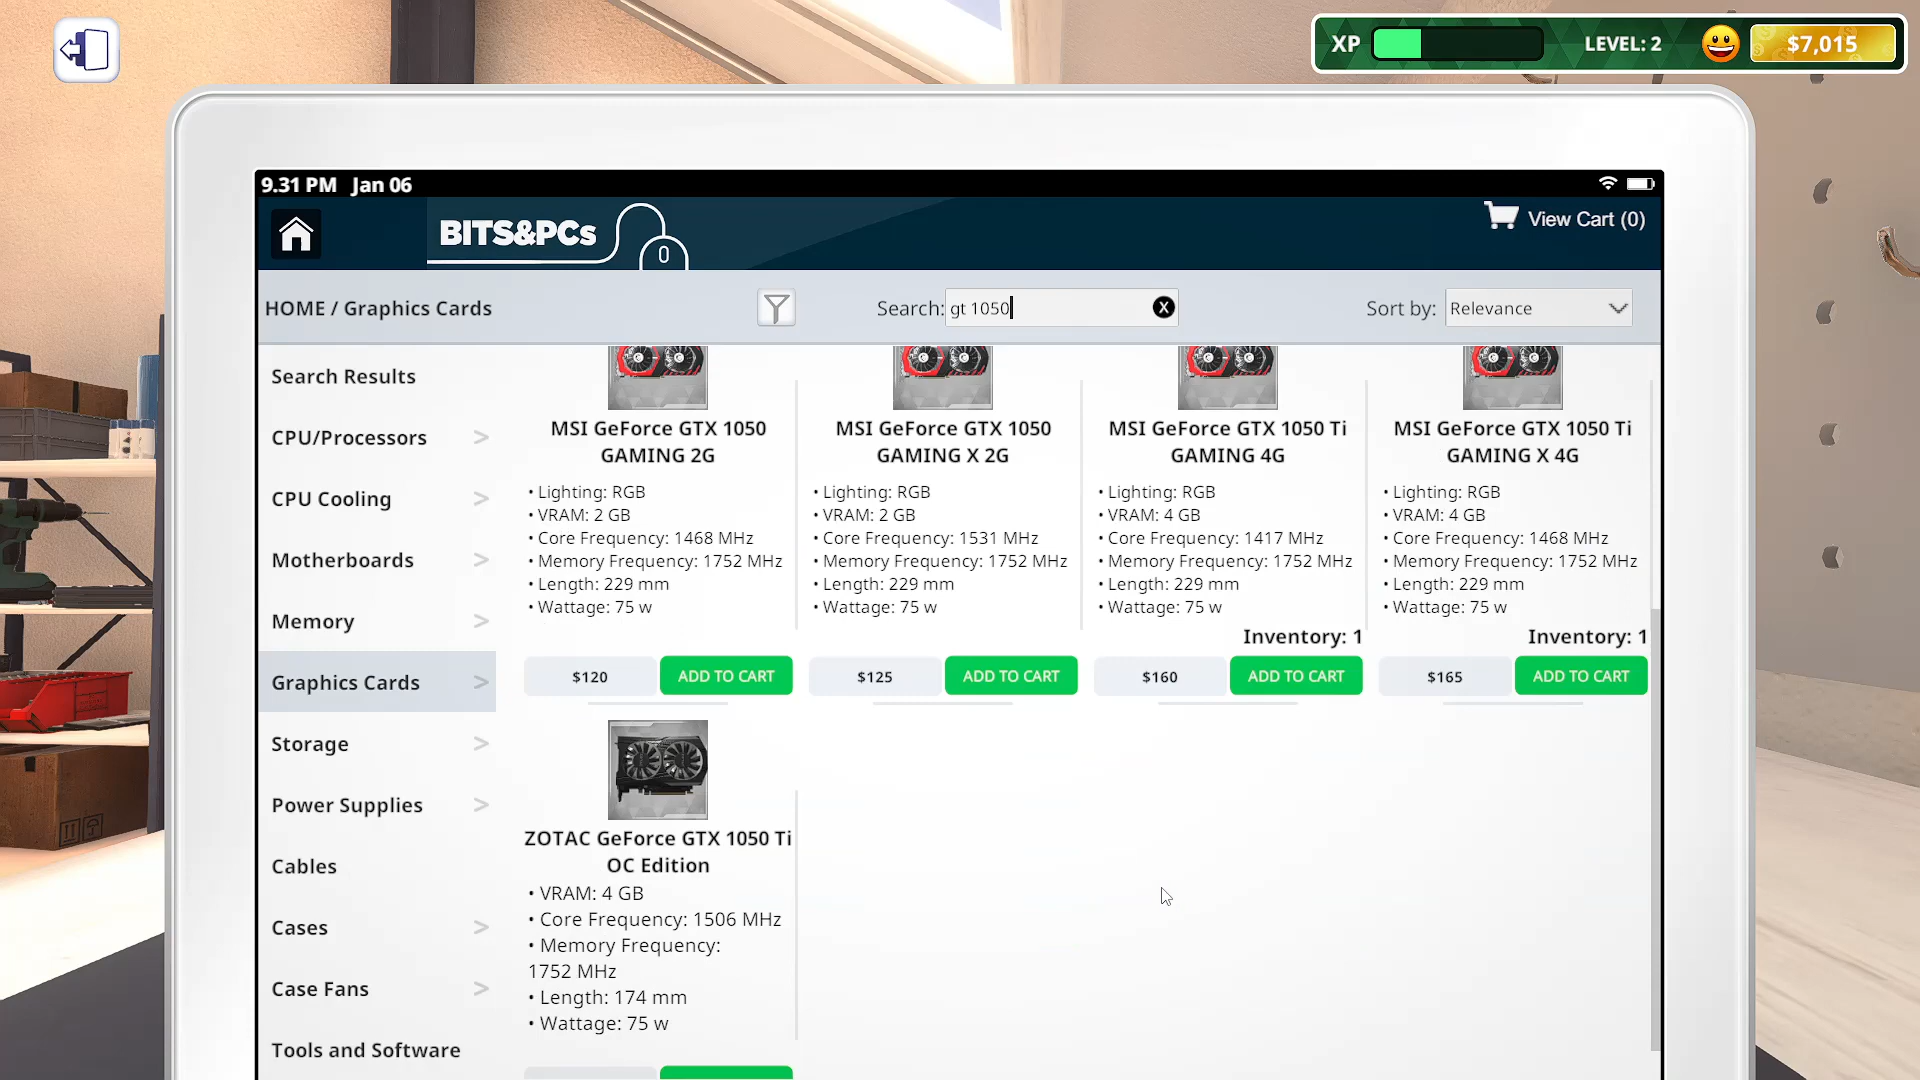 XP
LEVEL: 2
$7,015
9.31 PM Jan 06
BITS&PCs
View Cart (0)
HOME / Graphics Cards
Search: gt 1050
X
Sort by: Relevance
Search Results
CPU/Processors >
CPU Cooling >
Motherboards >
Memory >
Graphics Cards >
Storage >
Power Supplies >
Cables
Cases >
Case Fans >
Tools and Software
MSI GeForce GTX 1050
GAMING 2G
• Lighting: RGB
• VRAM: 2 GB
• Core Frequency: 1468 MHz
• Memory Frequency: 1752 MHz
• Length: 229 mm
• Wattage: 75 w
$120
ADD TO CART
MSI GeForce GTX 1050
GAMING X 2G
• Lighting: RGB
• VRAM: 2 GB
• Core Frequency: 1531 MHz
• Memory Frequency: 1752 MHz
• Length: 229 mm
• Wattage: 75 w
$125
ADD TO CART
MSI GeForce GTX 1050 Ti
GAMING 4G
• Lighting: RGB
• VRAM: 4 GB
• Core Frequency: 1417 MHz
• Memory Frequency: 1752 MHz
• Length: 229 mm
• Wattage: 75 w
Inventory: 1
$160
ADD TO CART
MSI GeForce GTX 1050 Ti
GAMING X 4G
• Lighting: RGB
• VRAM: 4 GB
• Core Frequency: 1468 MHz
• Memory Frequency: 1752 MHz
• Length: 229 mm
• Wattage: 75 w
Inventory: 1
$165
ADD TO CART
ZOTAC GeForce GTX 1050 Ti
OC Edition
• VRAM: 4 GB
• Core Frequency: 1506 MHz
• Memory Frequency:
1752 MHz
• Length: 174 mm
• Wattage: 75 w